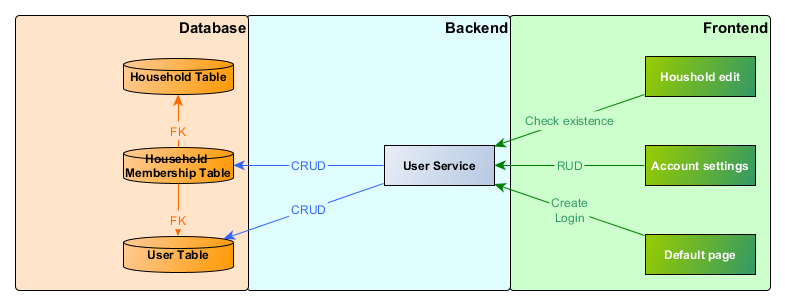 Database
Backend
Frontend
Household Table
Houshold edit
Check existence
FK
Household
Membership Table
CRUD
User Service
RUD
Account settings
CRUD
FK
Create
Login
User Table
Default page